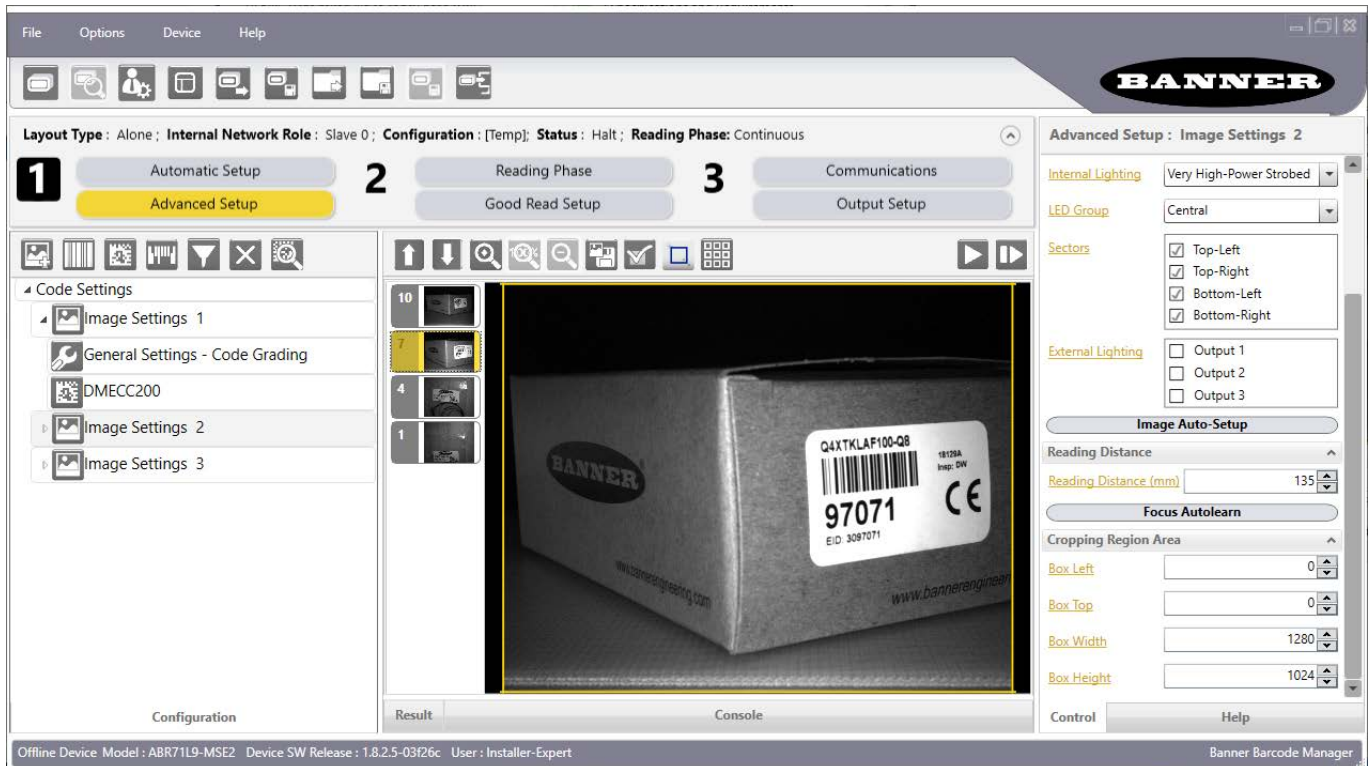 File Options Device Help
BANNER
Layout Type : Alone ; Internal Network Role : Slave 0 ; Configuration : [Temp]; Status : Halt ; Reading Phase: Continuous
1 Automatic Setup
Advanced Setup
2 Reading Phase
Good Read Setup
3 Communications
Output Setup
Code Settings
Image Settings 1
General Settings - Code Grading
DMECC200
Image Settings 2
Image Settings 3
Configuration
10
7
4
1
BANNER
Q4XTKLAF100-Q8
18129A
Insp: DW
97071
CE
EID: 3097071
www.bannerengineering.com
www.bannerengineer
Result Console
Advanced Setup : Image Settings 2
Internal Lighting Very High-Power Strobed
LED Group Central
Sectors Top-Left
Top-Right
Bottom-Left
Bottom-Right
External Lighting Output 1
Output 2
Output 3
Image Auto-Setup
Reading Distance
Reading Distance (mm) 135
Focus Autolearn
Cropping Region Area
Box Left 0
Box Top 0
Box Width 1280
Box Height 1024
Control Help
Offline Device Model : ABR71L9-MSE2 Device SW Release : 1.8.2.5-03f26c User : Installer-Expert
Banner Barcode Manager